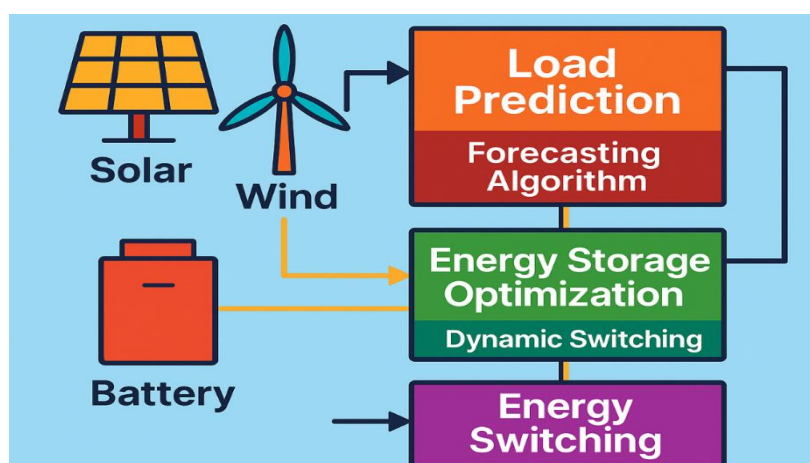 Solar
Wind
Battery
Load
Prediction
Forecasting
Algorithm
Energy Storage
Optimization
Dynamic Switching
Energy
Switching